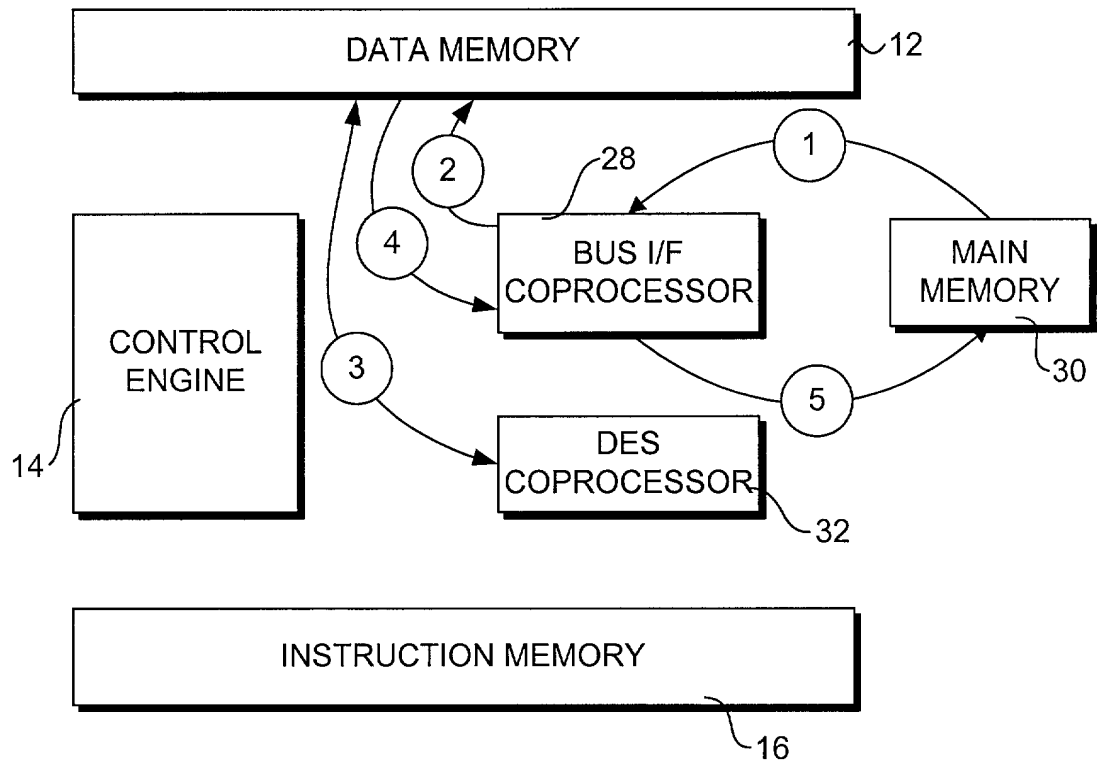 DATA MEMORY
12
1
2
28
4
BUS I/F
COPROCESSOR
MAIN
MEMORY
30
CONTROL
ENGINE
14
3
5
DES
COPROCESSOR
32
INSTRUCTION MEMORY
16